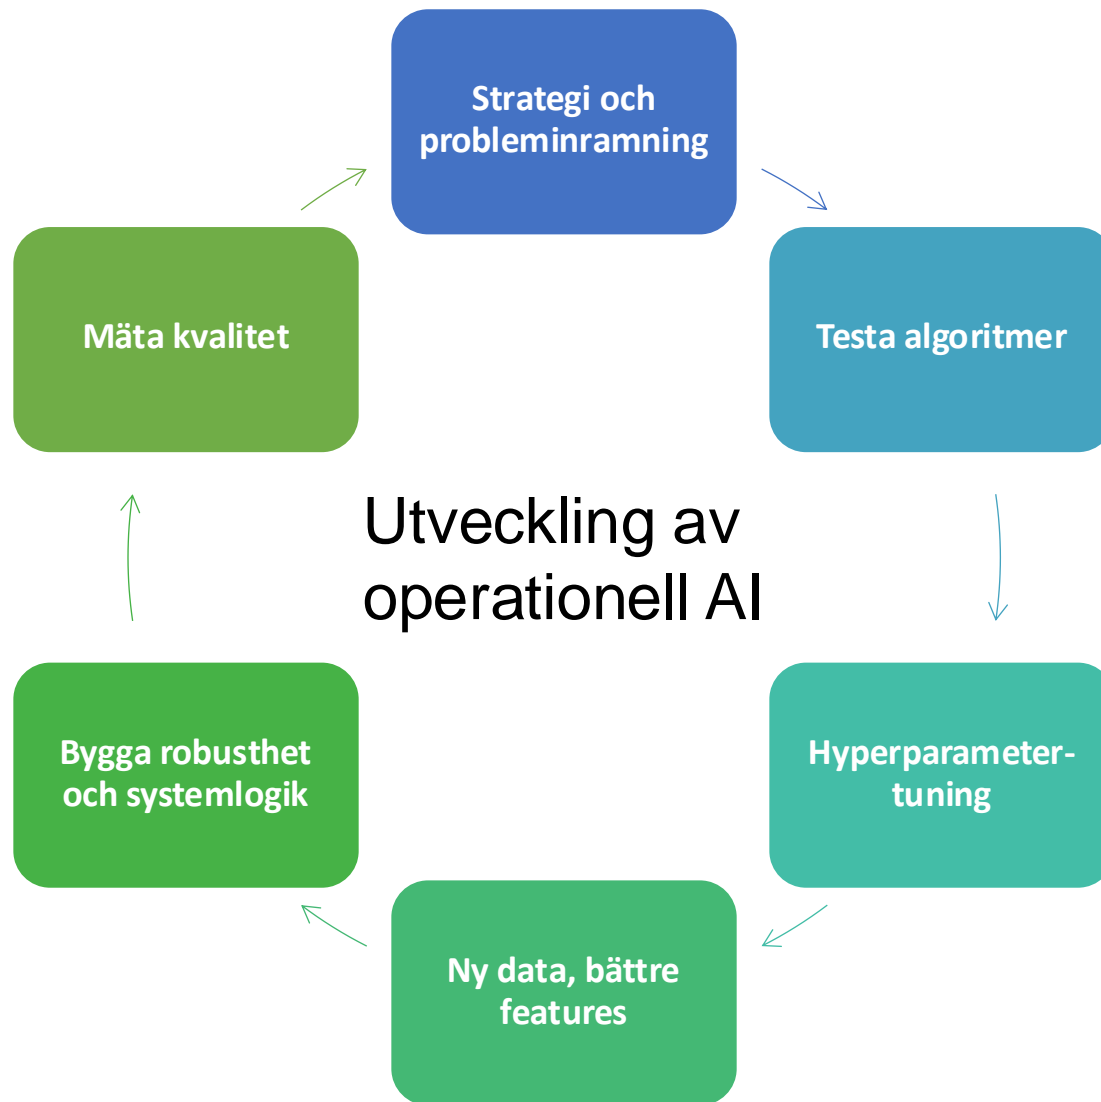 Strategi och
probleminramning
Mäta kvalitet
Testa algoritmer
Utveckling av
operationell AI
Bygga robusthet
och systemlogik
Hyperparameter-
tuning
Ny data, bättre
features